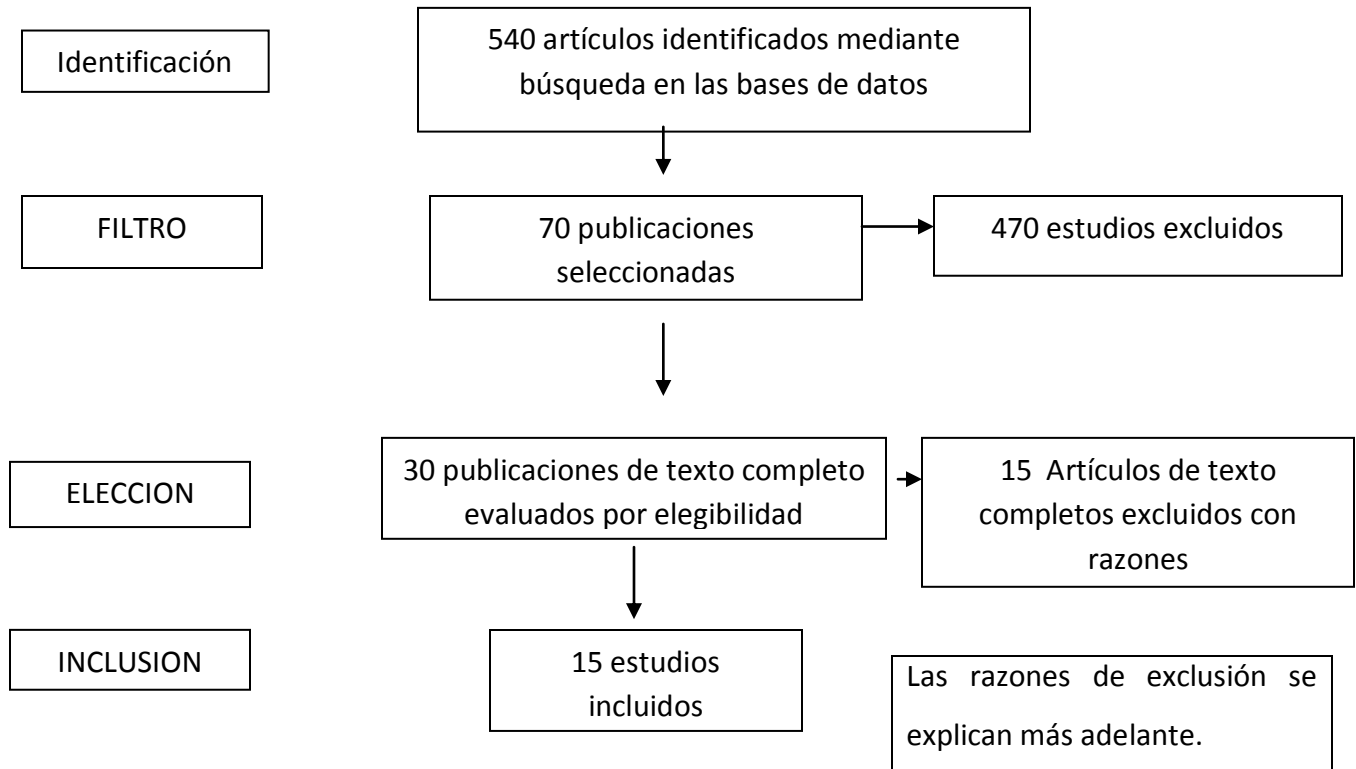 Identificación
540 artículos identificados mediante
búsqueda en las bases de datos
FILTRO
70 publicaciones
seleccionadas
470 estudios excluidos
ELECCION
30 publicaciones de texto completo
evaluados por elegibilidad
15 Artículos de texto
completos excluidos con
razones
INCLUSION
15 estudios
incluidos
Las razones de exclusión se
explican más adelante.